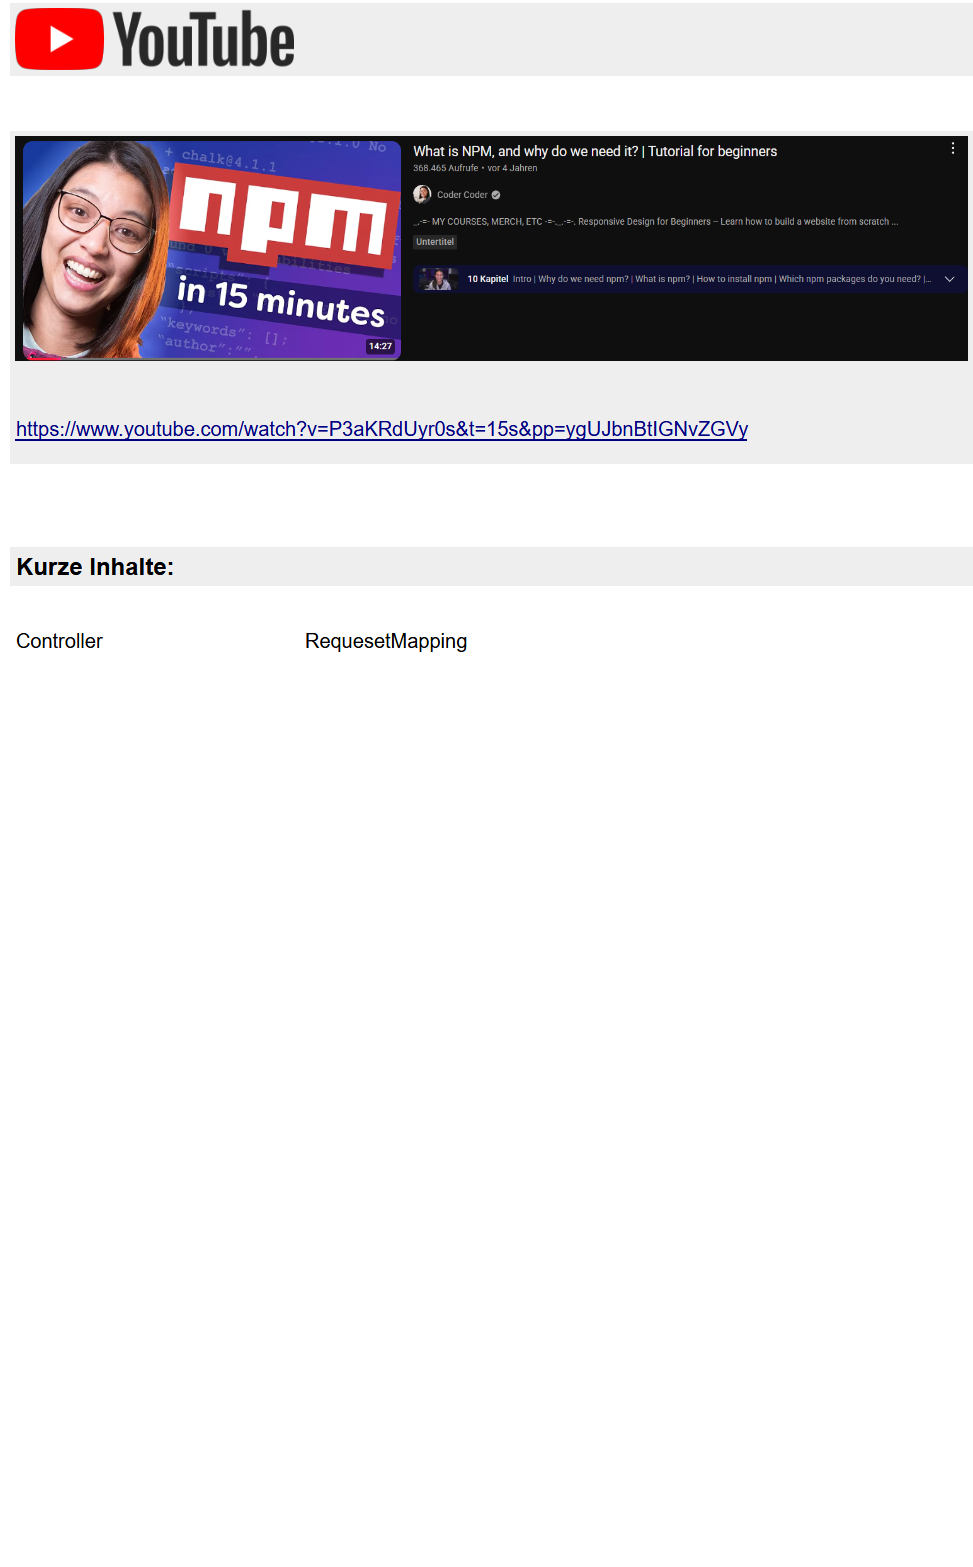 YouTube
+ chalk@4.1.1
No
npm
in 15 minutes
"keywords": [];
"author":""
14:27
What is NPM, and why do we need it? | Tutorial for beginners
368.465 Aufrufe • vor 4 Jahren
Coder Coder
_.-=- MY COURSES, MERCH, ETC -=-._.-=-. Responsive Design for Beginners – Learn how to build a website from scratch ...
Untertitel
10 Kapitel Intro | Why do we need npm? | What is npm? | How to install npm | Which npm packages do you need? |...
https://www.youtube.com/watch?v=P3aKRdUyr0s&t=15s&pp=ygUJbnBtIGNvZGVy
Kurze Inhalte:
Controller RequesetMapping